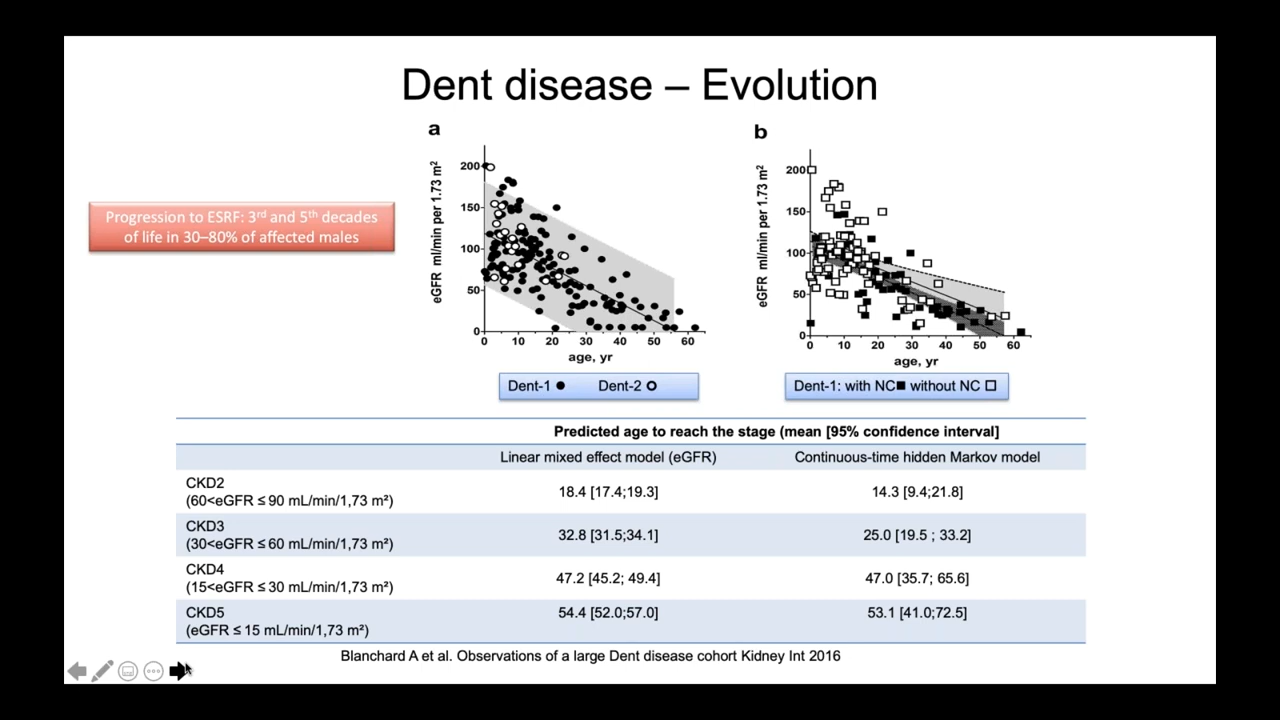 Dent disease – Evolution
a
b
Progression to ESRF: 3rd and 5th decades
of life in 30–80% of affected males
eGFR ml/min per 1.73 m²
200
150
100
50
0
0 10 20 30 40 50 60
age, yr
eGFR ml/min per 1.73 m²
200
150
100
50
0
0 10 20 30 40 50 60
age, yr
Dent-1 ● Dent-2 ○
Dent-1: with NC■ without NC □
Predicted age to reach the stage (mean [95% confidence interval]
Linear mixed effect model (eGFR) Continuous-time hidden Markov model
CKD2
(60<eGFR ≤ 90 mL/min/1,73 m²) 18.4 [17.4;19.3] 14.3 [9.4;21.8]
CKD3
(30<eGFR ≤ 60 mL/min/1,73 m²) 32.8 [31.5;34.1] 25.0 [19.5 ; 33.2]
CKD4
(15<eGFR ≤ 30 mL/min/1,73 m²) 47.2 [45.2; 49.4] 47.0 [35.7; 65.6]
CKD5
(eGFR ≤ 15 mL/min/1,73 m²) 54.4 [52.0;57.0] 53.1 [41.0;72.5]
Blanchard A et al. Observations of a large Dent disease cohort Kidney Int 2016